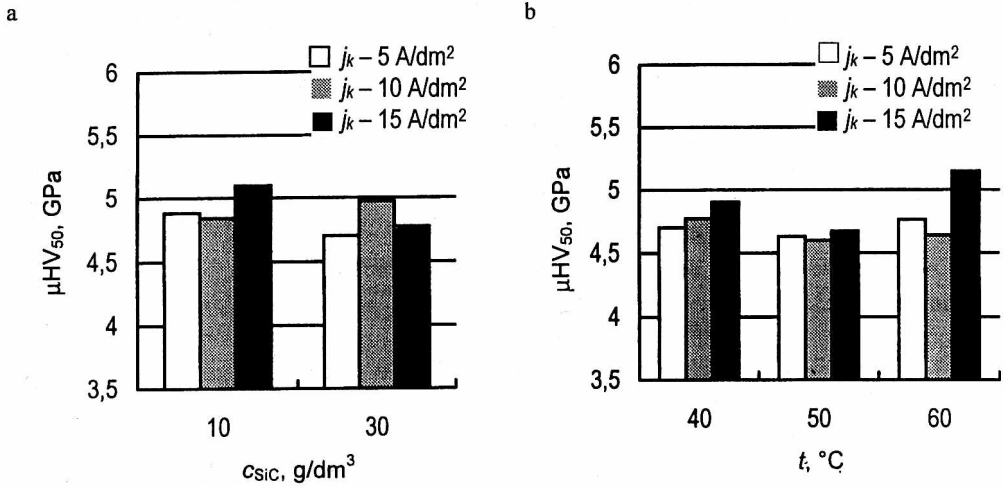 a
jk – 5 A/dm²
jk – 10 A/dm²
jk – 15 A/dm²
6
5,5
5
4,5
4
3,5
µHV50, GPa
10 30
cSiC, g/dm³
b
jk – 5 A/dm²
jk – 10 A/dm²
jk – 15 A/dm²
6
5,5
5
4,5
4
3,5
µHV50, GPa
40 50 60
t, °C